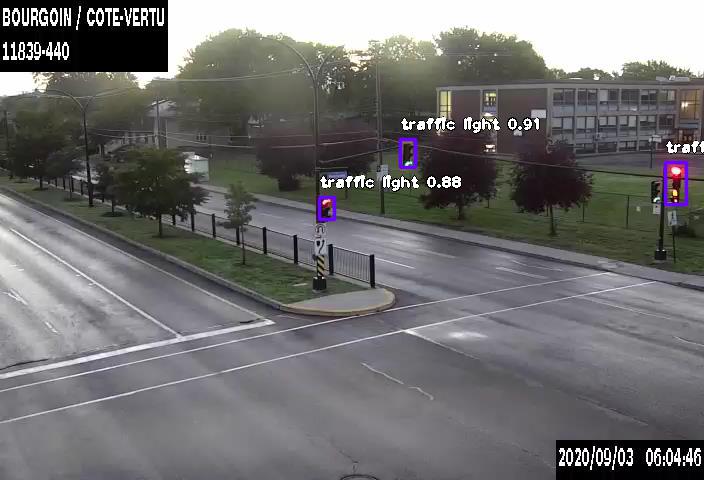 BOURGOIN / COTE-VERTU
11839-440
traffic light 0.91
traff
traffic light 0.88
2020/09/03 06:04:46